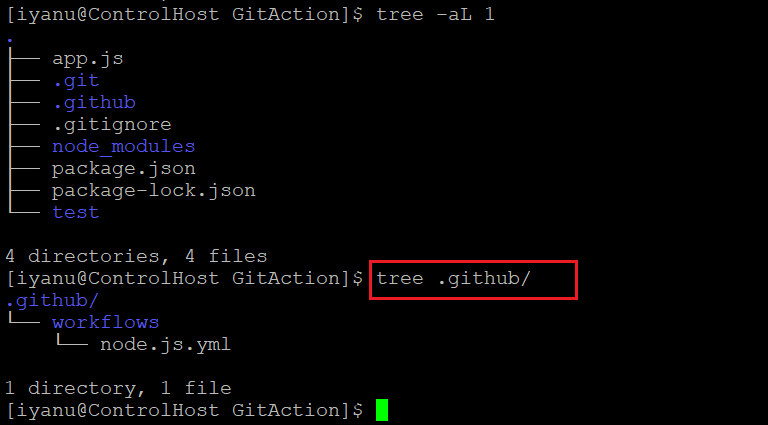 [iyanu@ControlHost GitAction]$ tree -aL 1
.
├── app.js
├── .git
├── .github
├── .gitignore
├── node_modules
├── package.json
├── package-lock.json
└── test

4 directories, 4 files
[iyanu@ControlHost GitAction]$ tree .github/
.github/
└── workflows
    └── node.js.yml

1 directory, 1 file
[iyanu@ControlHost GitAction]$